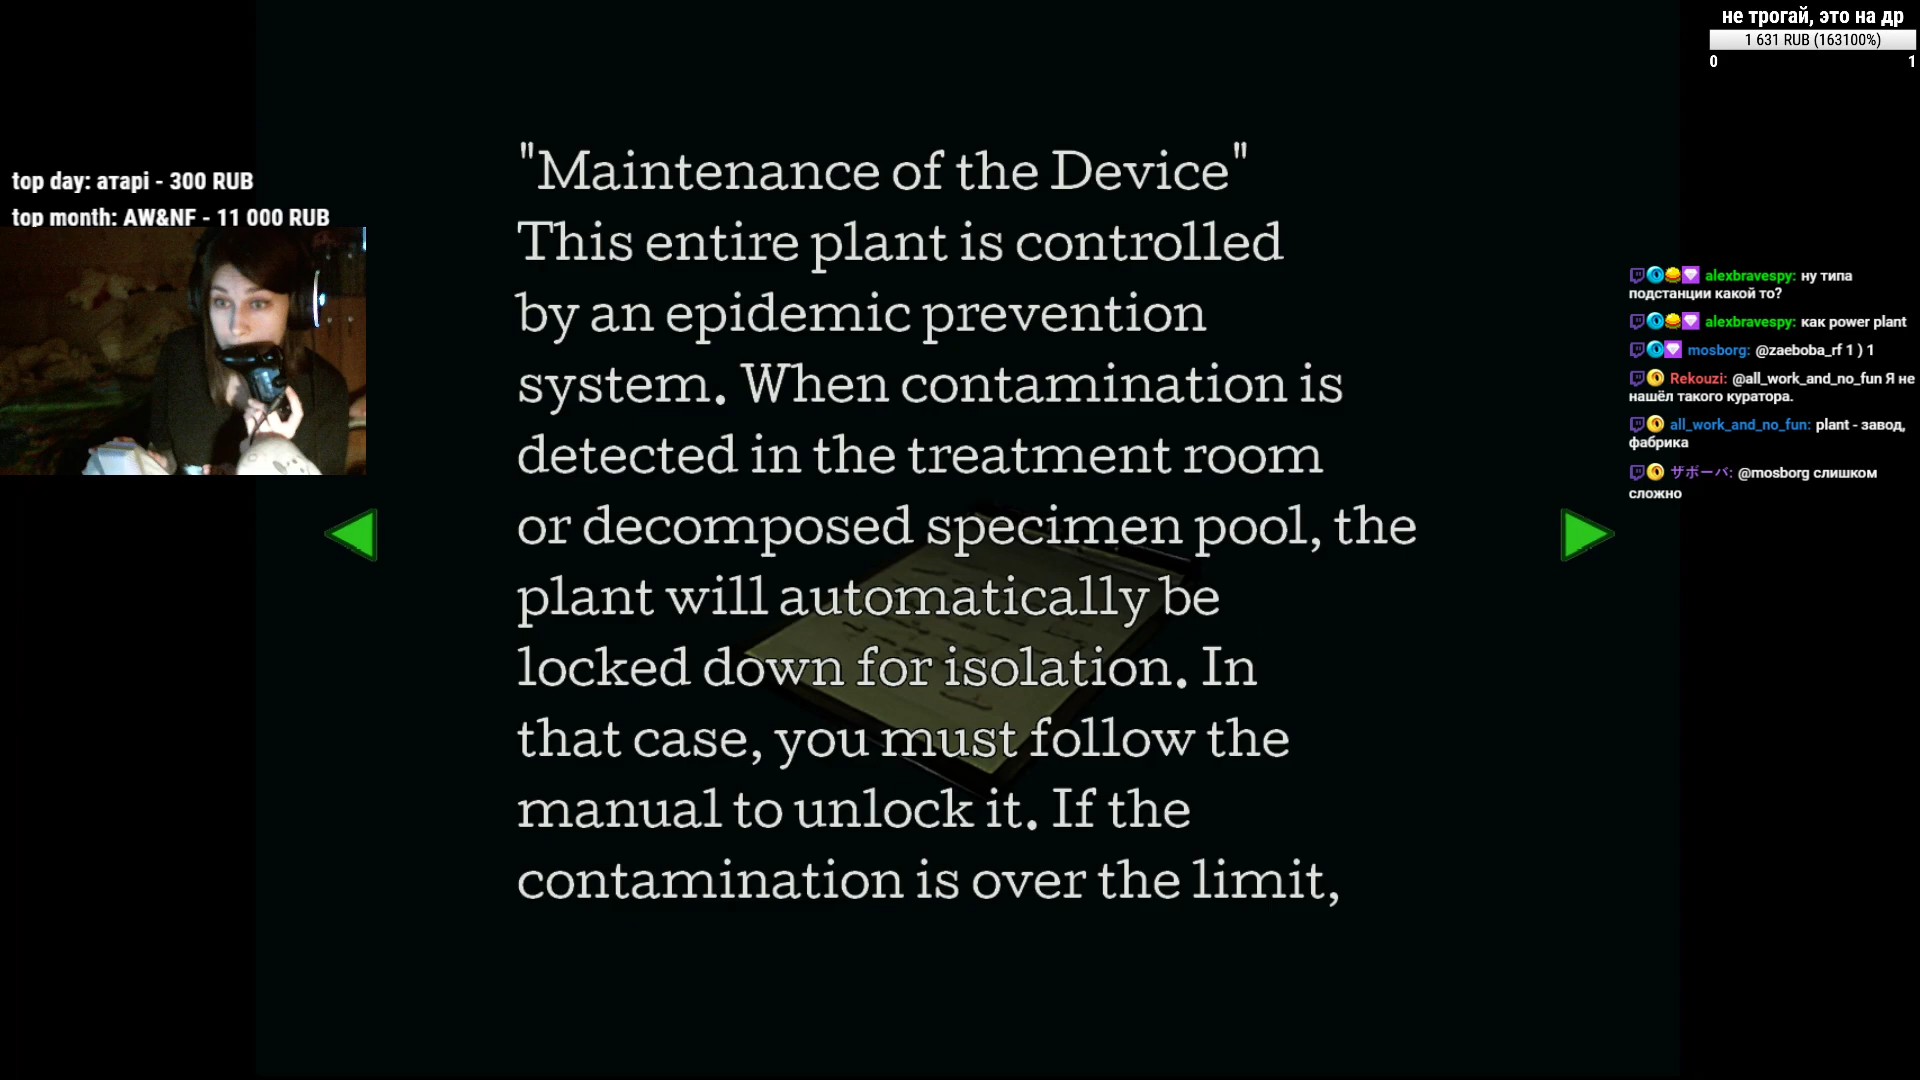 не трогай, это на др
1 631 RUB (163100%)
0 1
top day: атарі - 300 RUB
top month: AW&NF - 11 000 RUB
"Maintenance of the Device"
This entire plant is controlled
by an epidemic prevention
system. When contamination is
detected in the treatment room
or decomposed specimen pool, the
plant will automatically be
locked down for isolation. In
that case, you must follow the
manual to unlock it. If the
contamination is over the limit,
alexbravespy: ну типа
подстанции какой то?
alexbravespy: как power plant
mosborg: @zaeboba_rf 1 ) 1
Rekouzi: @all_work_and_no_fun Я не
нашёл такого куратора.
all_work_and_no_fun: plant - завод,
фабрика
ザボーバ: @mosborg слишком
сложно